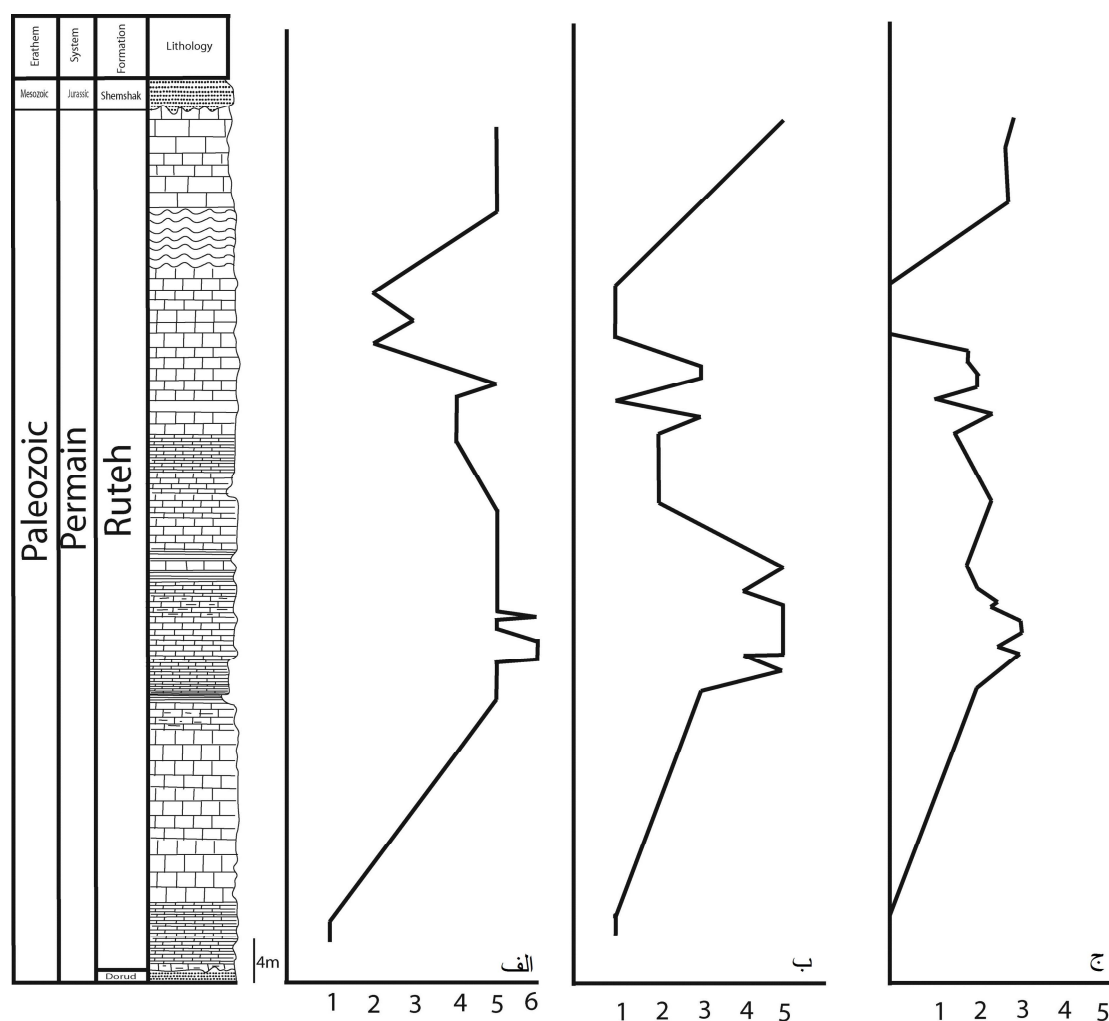 Erathem System Formation Lithology
Mesozoic Jurassic Shemshak
Paleozoic Permain Ruteh
Dorud
4m
الف
ب
ج
1 2 3 4 5 6
1 2 3 4 5
1 2 3 4 5